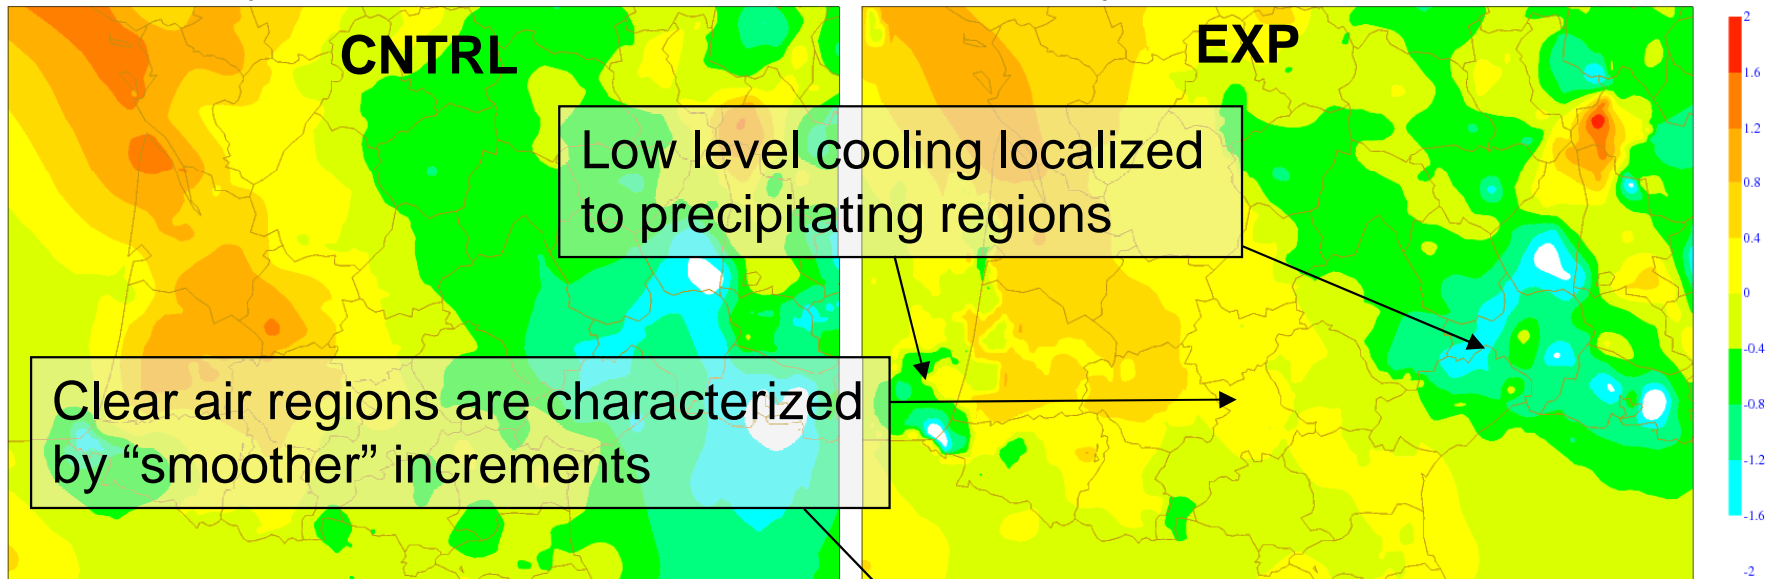 CNTRL
EXP
Low level cooling localized
to precipitating regions
Clear air regions are characterized
by “smoother” increments
2
1.6
1.2
0.8
0.4
0
-0.4
-0.8
-1.2
-1.6
-2